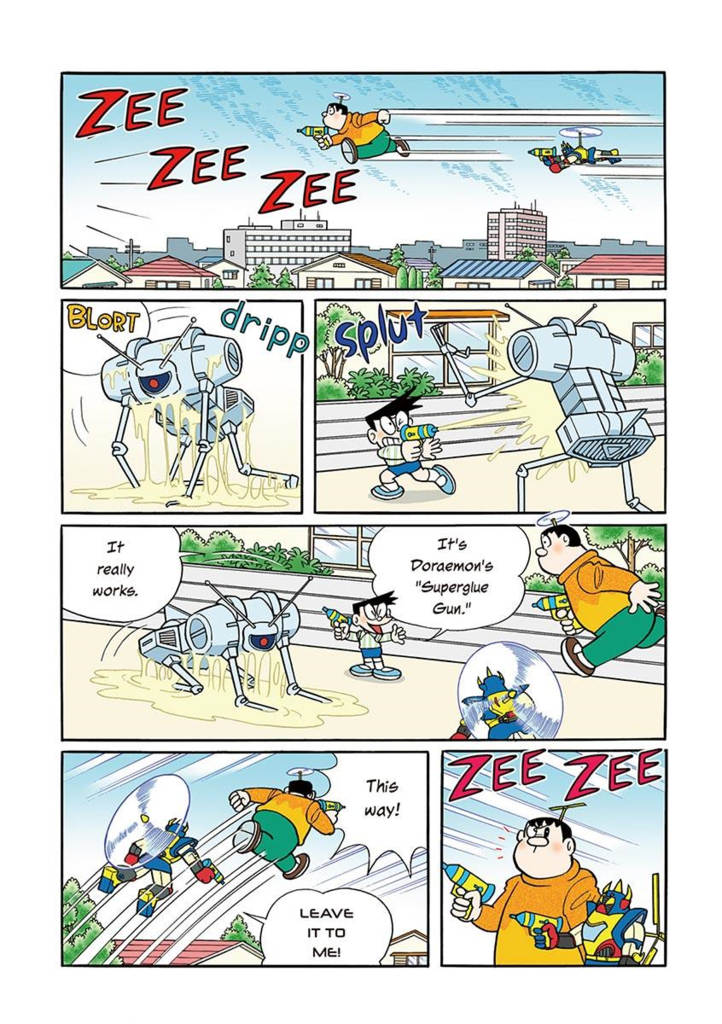 ZEE
ZEE
ZEE
BLORT
dripp
splut
It
really
works.
It's
Doraemon's
"Superglue
Gun."
This
way!
LEAVE
IT TO
ME!
ZEE ZEE